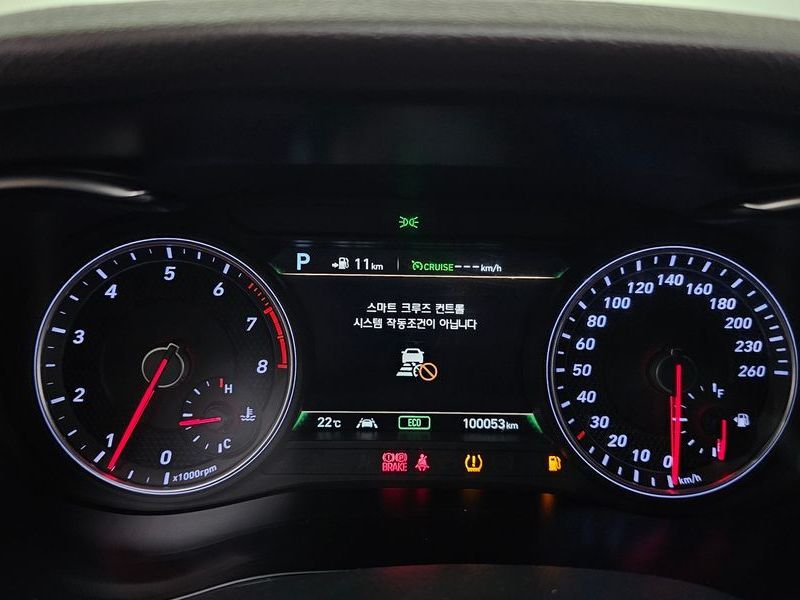 P 11km CRUISE---km/h
스마트 크루즈 컨트롤
시스템 작동조건이 아닙니다
22℃ ECO 100053km
BRAKE
0 1 2 3 4 5 6 7 8
x1000rpm
H
C
0 10 20 30 40 50 60 80 100 120 140 160 180 200 230 260
km/h
F
E